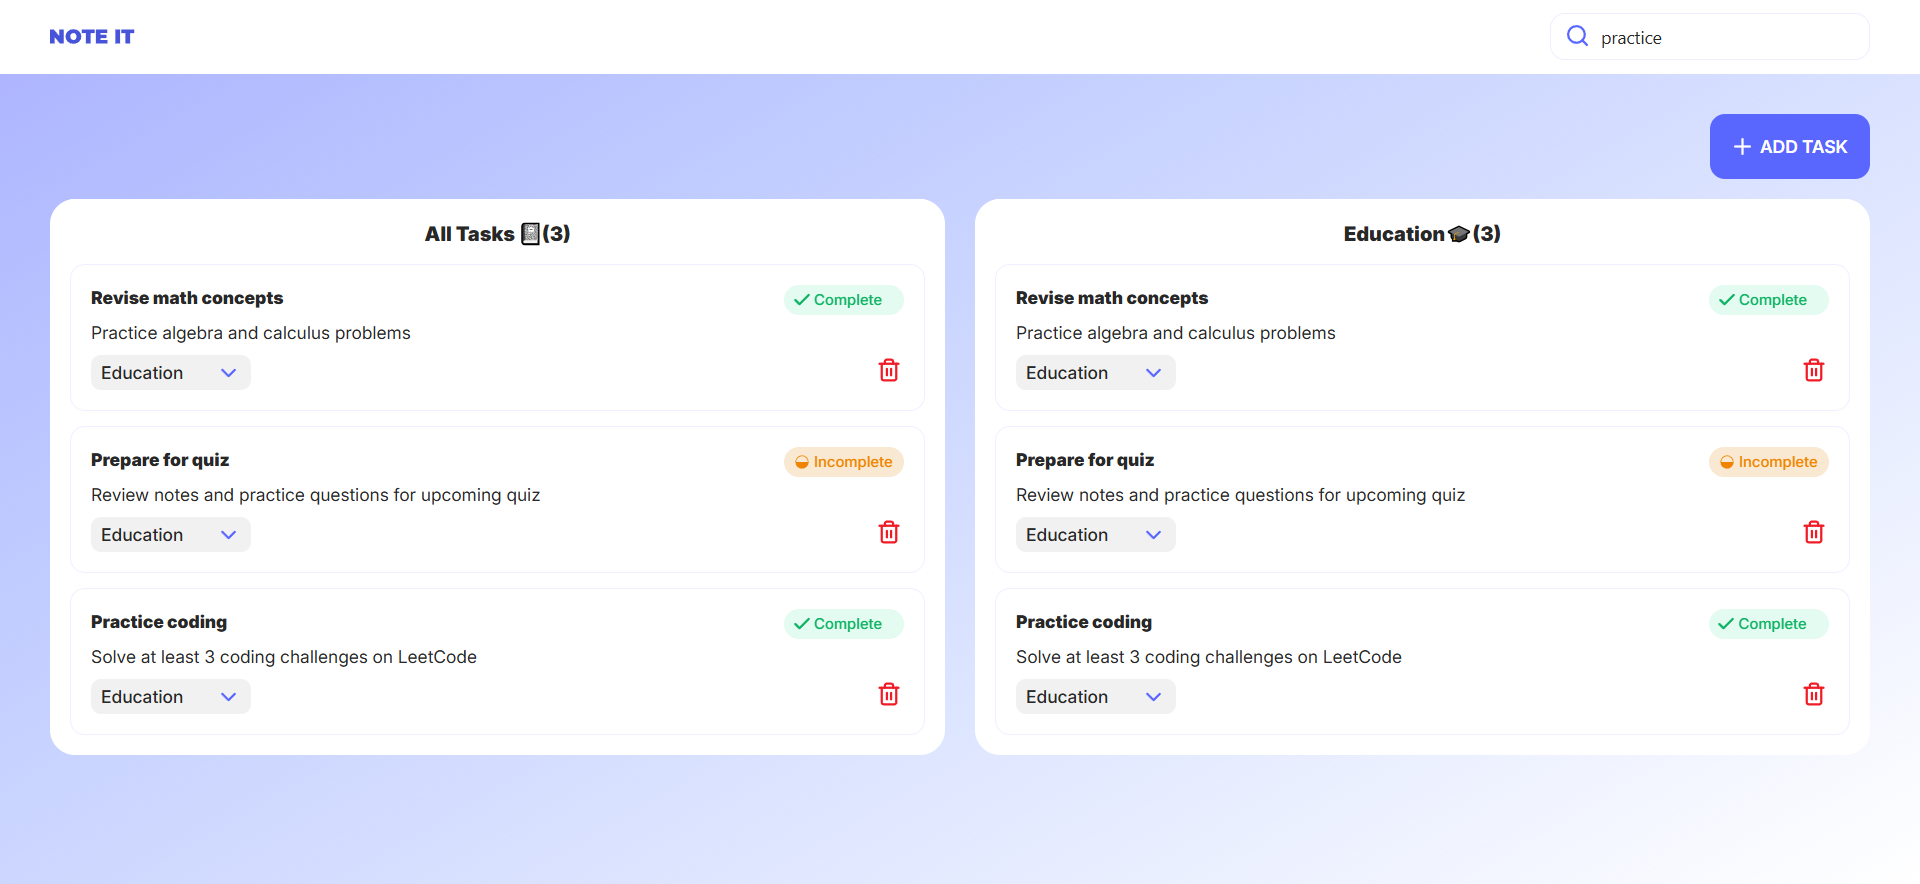 NOTE IT
practice
ADD TASK
All Tasks (3)
Revise math concepts
Complete
Practice algebra and calculus problems
Education
Prepare for quiz
Incomplete
Review notes and practice questions for upcoming quiz
Education
Practice coding
Complete
Solve at least 3 coding challenges on LeetCode
Education
Education (3)
Revise math concepts
Complete
Practice algebra and calculus problems
Education
Prepare for quiz
Incomplete
Review notes and practice questions for upcoming quiz
Education
Practice coding
Complete
Solve at least 3 coding challenges on LeetCode
Education